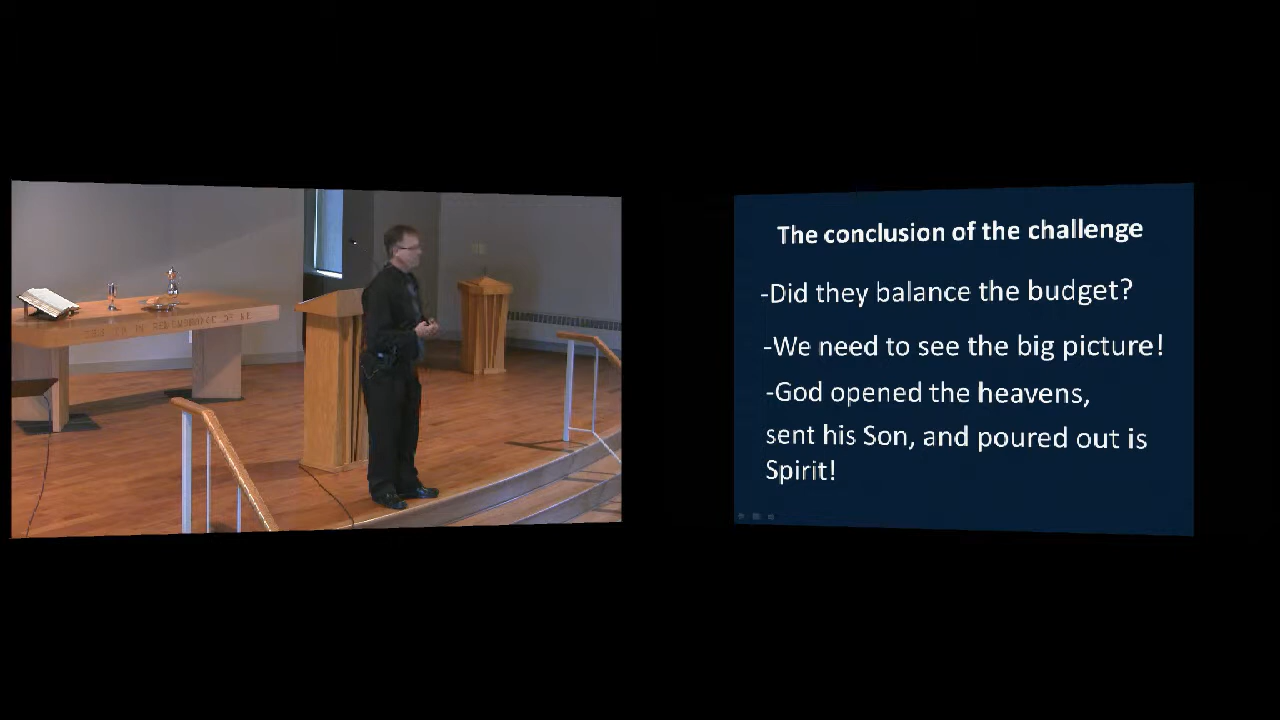 The conclusion of the challenge
-Did they balance the budget?
-We need to see the big picture!
-God opened the heavens,
sent his Son, and poured out is
Spirit!